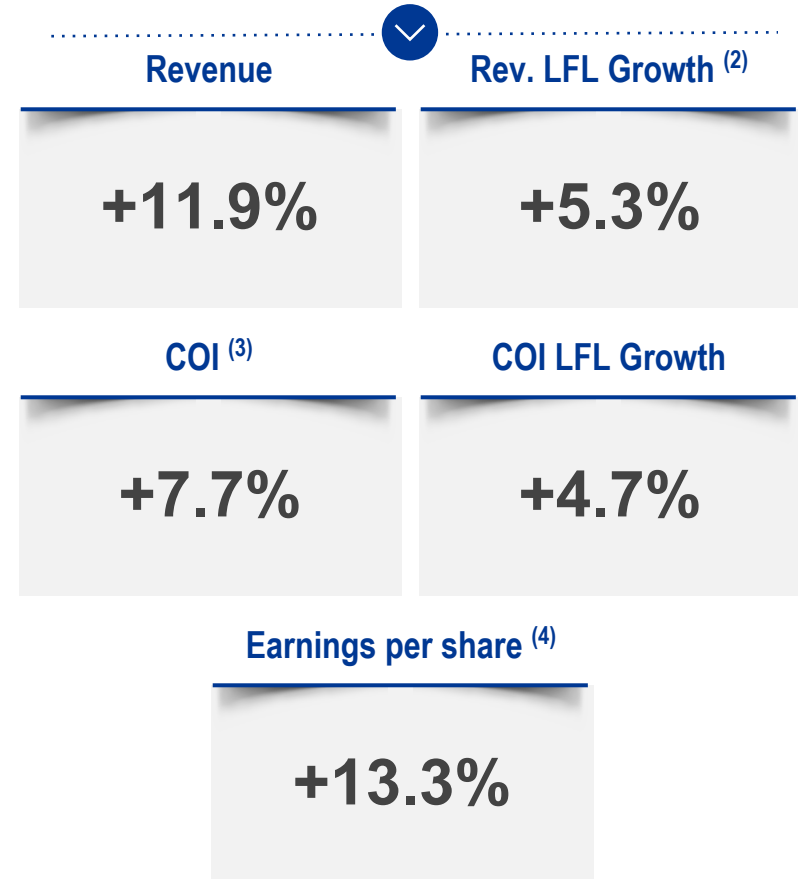 Revenue
Rev. LFL Growth (2)
+11.9%
+5.3%
COI (3)
COI LFL Growth
+7.7%
+4.7%
Earnings per share (4)
+13.3%